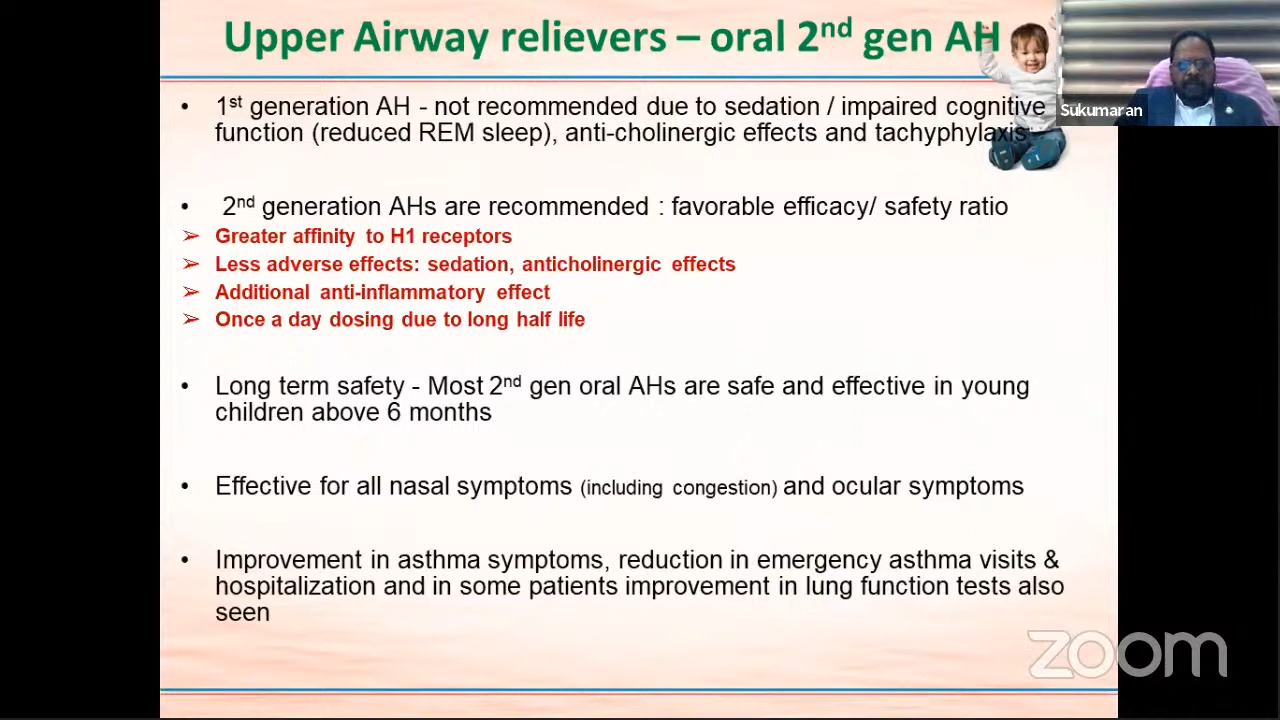 Upper Airway relievers – oral 2nd gen AH
Sukumaran
• 1st generation AH - not recommended due to sedation / impaired cognitive
function (reduced REM sleep), anti-cholinergic effects and tachyphylaxis
• 2nd generation AHs are recommended : favorable efficacy/ safety ratio
➢ Greater affinity to H1 receptors
➢ Less adverse effects: sedation, anticholinergic effects
➢ Additional anti-inflammatory effect
➢ Once a day dosing due to long half life
• Long term safety - Most 2nd gen oral AHs are safe and effective in young
children above 6 months
• Effective for all nasal symptoms (including congestion) and ocular symptoms
• Improvement in asthma symptoms, reduction in emergency asthma visits &
hospitalization and in some patients improvement in lung function tests also
seen
zoom